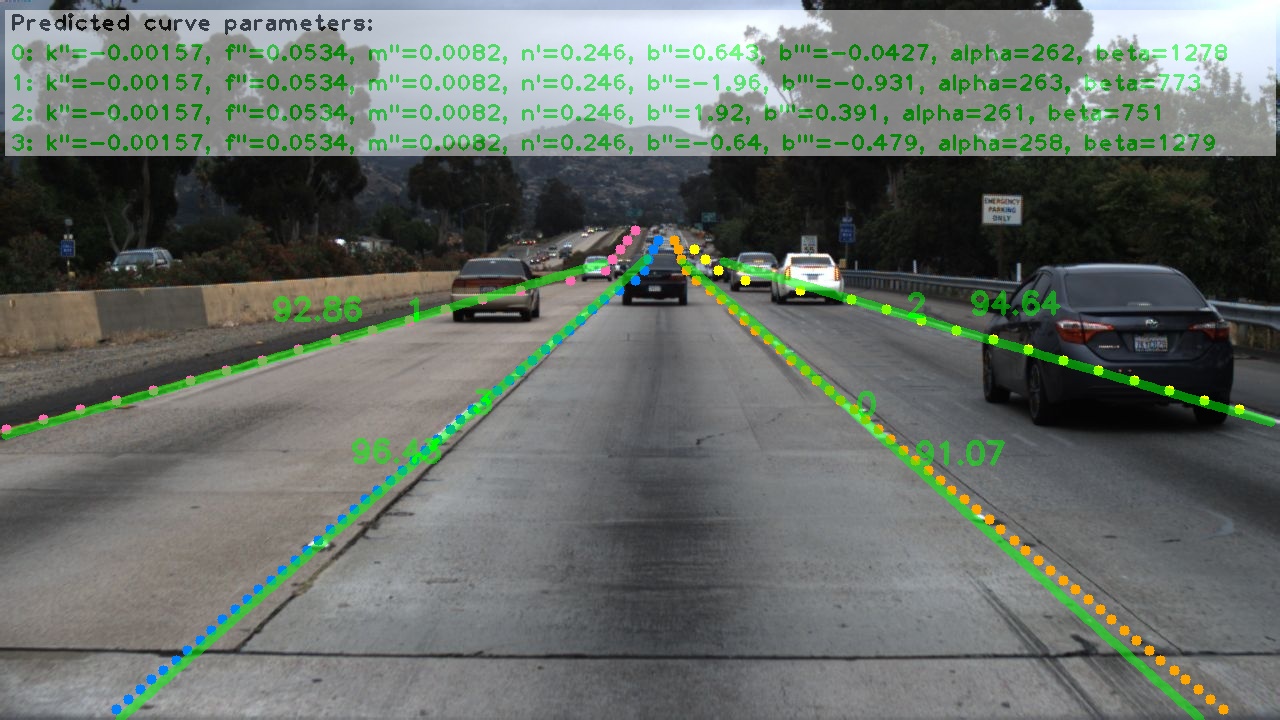 Predicted curve parameters:
0: k''=-0.00157, f''=0.0534, m''=0.0082, n'=0.246, b''=0.643, b'''=-0.0427, alpha=262, beta=1278
1: k''=-0.00157, f''=0.0534, m''=0.0082, n'=0.246, b''=-1.96, b'''=-0.931, alpha=263, beta=773
2: k''=-0.00157, f''=0.0534, m''=0.0082, n'=0.246, b''=1.92, b'''=0.391, alpha=261, beta=751
3: k''=-0.00157, f''=0.0534, m''=0.0082, n'=0.246, b''=-0.64, b'''=-0.479, alpha=258, beta=1279
EMERGENCY
PARKING
ONLY
92.86 1
2 94.64
0
91.07